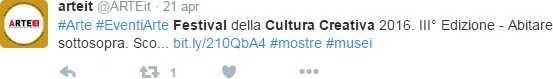 ARTE
arteit @ARTEit · 21 apr
#Arte #EventiArte Festival della Cultura Creativa 2016. III° Edizione - Abitare
sottosopra. Sco... bit.ly/210QbA4 #mostre #musei
1